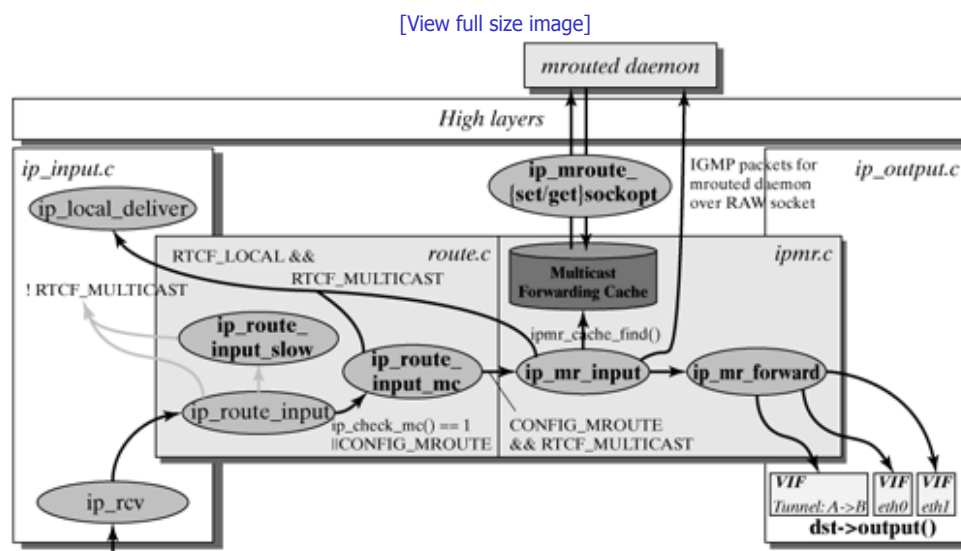 [View full size image]
mrouted daemon
High layers
ip_input.c
ip_local_deliver
ip_mroute_
{set/get}sockopt
IGMP packets for
mrouted daemon
over RAW socket
ip_output.c
RTCF_LOCAL &&
RTCF_MULTICAST
route.c
ipmr.c
Multicast
Forwarding Cache
! RTCF_MULTICAST
ip_route_
input_slow
ipmr_cache_find()
ip_route_
input_mc
ip_mr_input
ip_mr_forward
ip_route_input
ip_check_mc() == 1
||CONFIG_MROUTE
CONFIG_MROUTE
&& RTCF_MULTICAST
ip_rcv
VIF
Tunnel: A->B
VIF
eth0
VIF
eth1
dst->output()